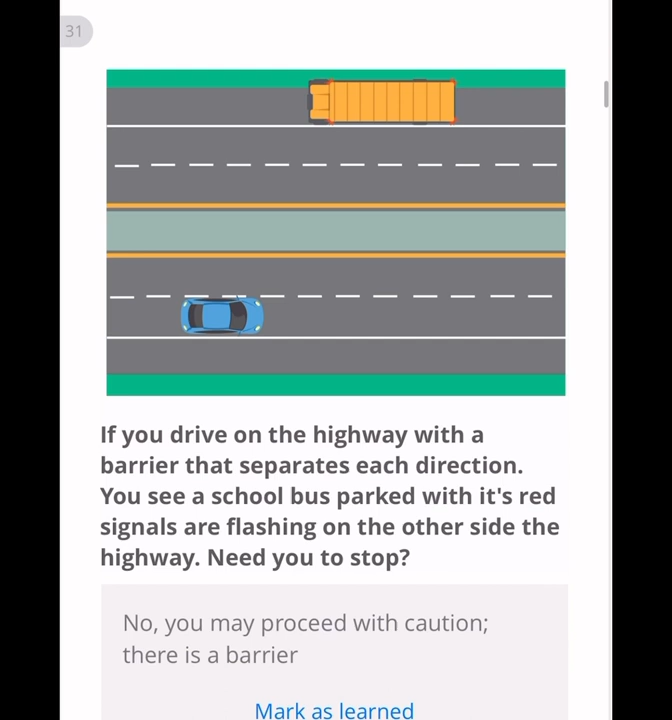 31
If you drive on the highway with a
barrier that separates each direction.
You see a school bus parked with it's red
signals are flashing on the other side the
highway. Need you to stop?
No, you may proceed with caution;
there is a barrier
Mark as learned